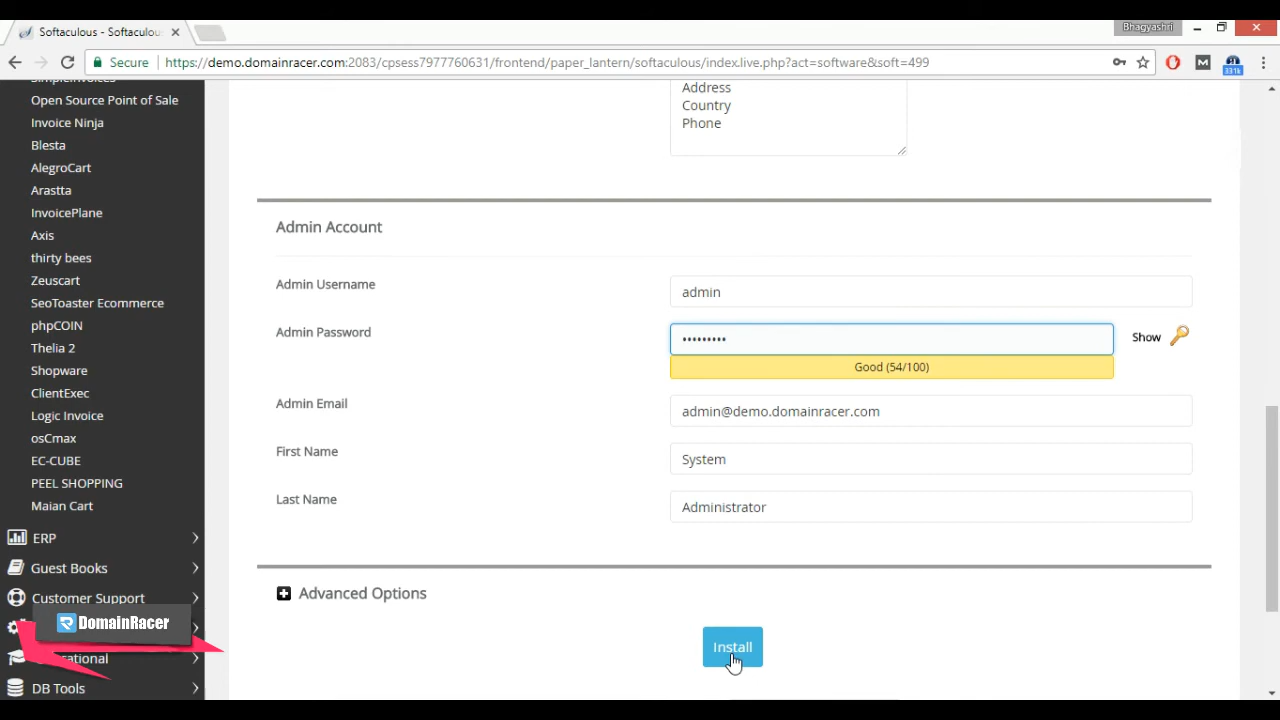 Softaculous - Softaculou
Bhagyashri
Secure
https://demo.domainracer.com:2083/cpsess7977760631/frontend/paper_lantern/softaculous/index.live.php?act=software&soft=499
331k
SimpleInvoices
Open Source Point of Sale
Invoice Ninja
Blesta
AlegroCart
Arastta
InvoicePlane
Axis
thirty bees
Zeuscart
SeoToaster Ecommerce
phpCOIN
Thelia 2
Shopware
ClientExec
Logic Invoice
osCmax
EC-CUBE
PEEL SHOPPING
Maian Cart
ERP
Guest Books
Customer Support
DomainRacer
DB Tools
Address
Country
Phone
Admin Account
Admin Username
admin
Admin Password
•••••••••
Show
Good (54/100)
Admin Email
admin@demo.domainracer.com
First Name
System
Last Name
Administrator
Advanced Options
Install